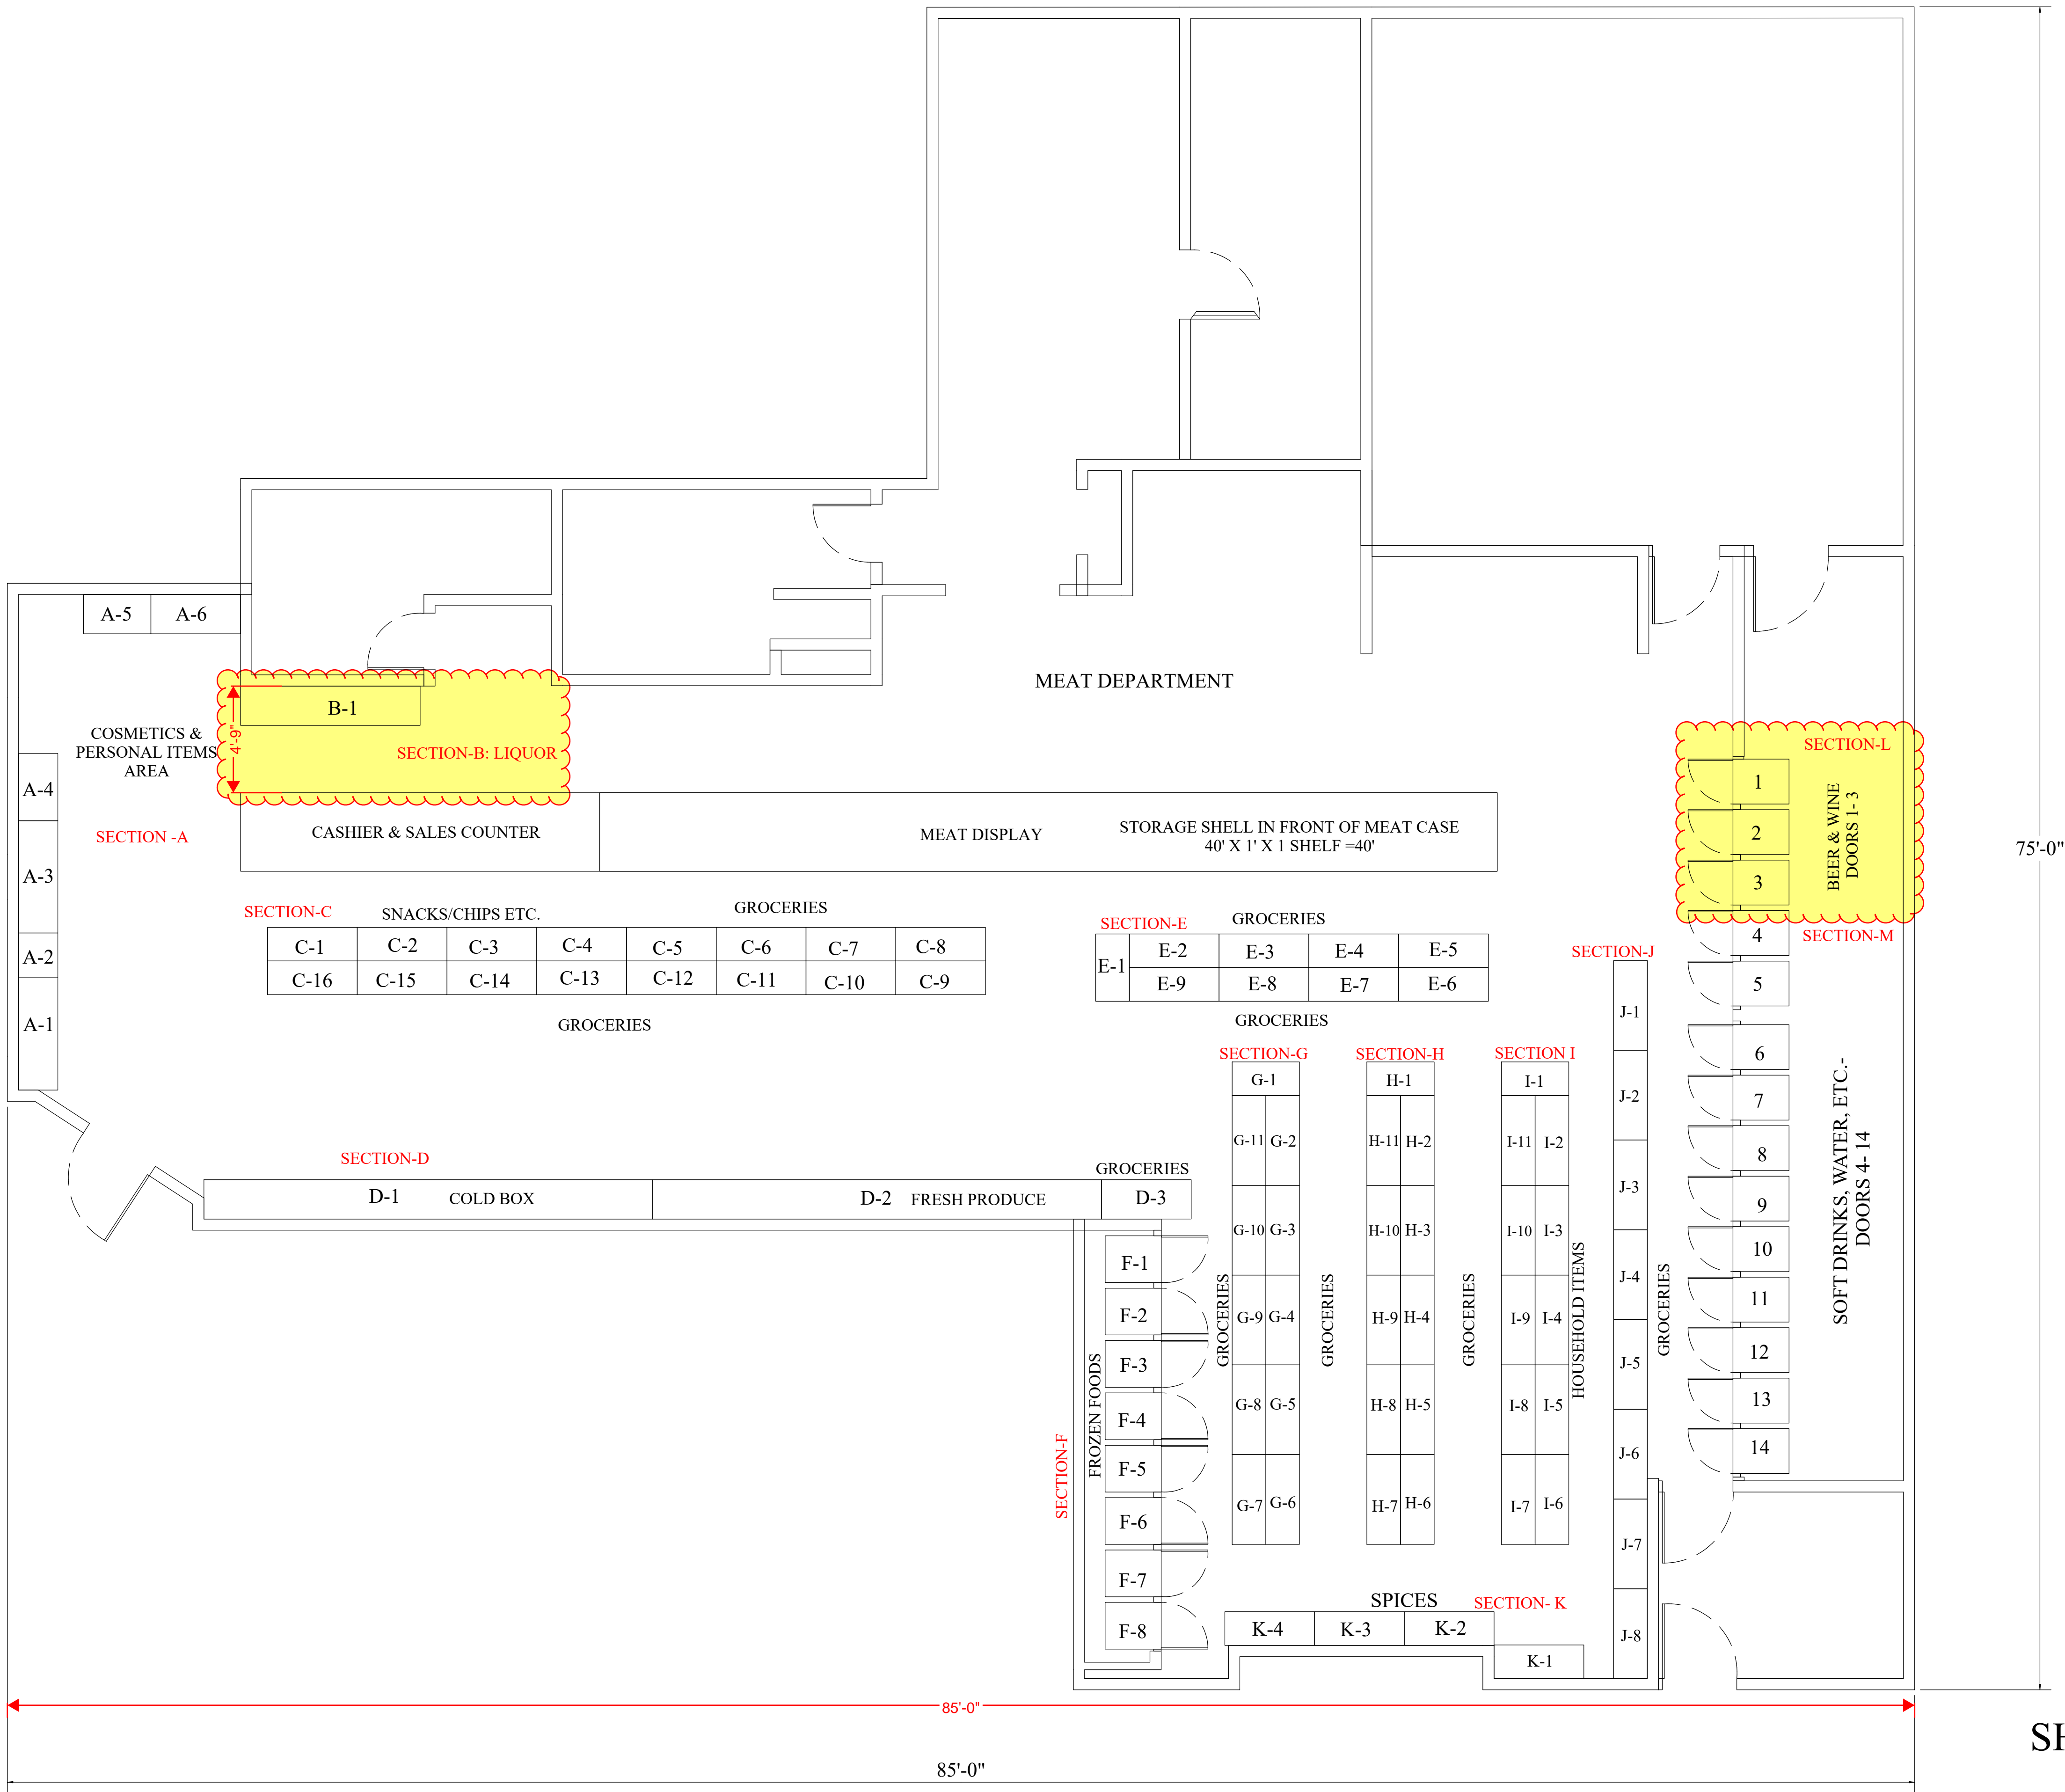 A-5
A-6
MEAT DEPARTMENT
B-1
4'-9"
SECTION-B: LIQUOR
COSMETICS &
PERSONAL ITEMS
AREA
SECTION -A
A-4
A-3
A-2
A-1
CASHIER & SALES COUNTER
MEAT DISPLAY
STORAGE SHELL IN FRONT OF MEAT CASE
40' X 1' X 1 SHELF =40'
SECTION-L
BEER & WINE
DOORS 1- 3
1
2
3
75'-0"
SECTION-M
4
5
6
7
8
9
10
11
12
13
14
SOFT DRINKS, WATER, ETC.-
DOORS 4- 14
SECTION-C
SNACKS/CHIPS ETC.
GROCERIES
C-1
C-2
C-3
C-4
C-5
C-6
C-7
C-8
C-16
C-15
C-14
C-13
C-12
C-11
C-10
C-9
GROCERIES
SECTION-E
GROCERIES
E-1
E-2
E-3
E-4
E-5
E-9
E-8
E-7
E-6
GROCERIES
SECTION-J
J-1
J-2
J-3
J-4
J-5
J-6
J-7
J-8
GROCERIES
SECTION-D
D-1
COLD BOX
D-2
FRESH PRODUCE
GROCERIES
D-3
SECTION-F
FROZEN FOODS
F-1
F-2
F-3
F-4
F-5
F-6
F-7
F-8
GROCERIES
SECTION-G
G-1
G-11
G-2
G-10
G-3
G-9
G-4
G-8
G-5
G-7
G-6
GROCERIES
SECTION-H
H-1
H-11
H-2
H-10
H-3
H-9
H-4
H-8
H-5
H-7
H-6
GROCERIES
SECTION I
I-1
I-11
I-2
I-10
I-3
I-9
I-4
I-8
I-5
I-7
I-6
HOUSEHOLD ITEMS
SPICES
SECTION- K
K-4
K-3
K-2
K-1
85'-0"
SH
85'-0"